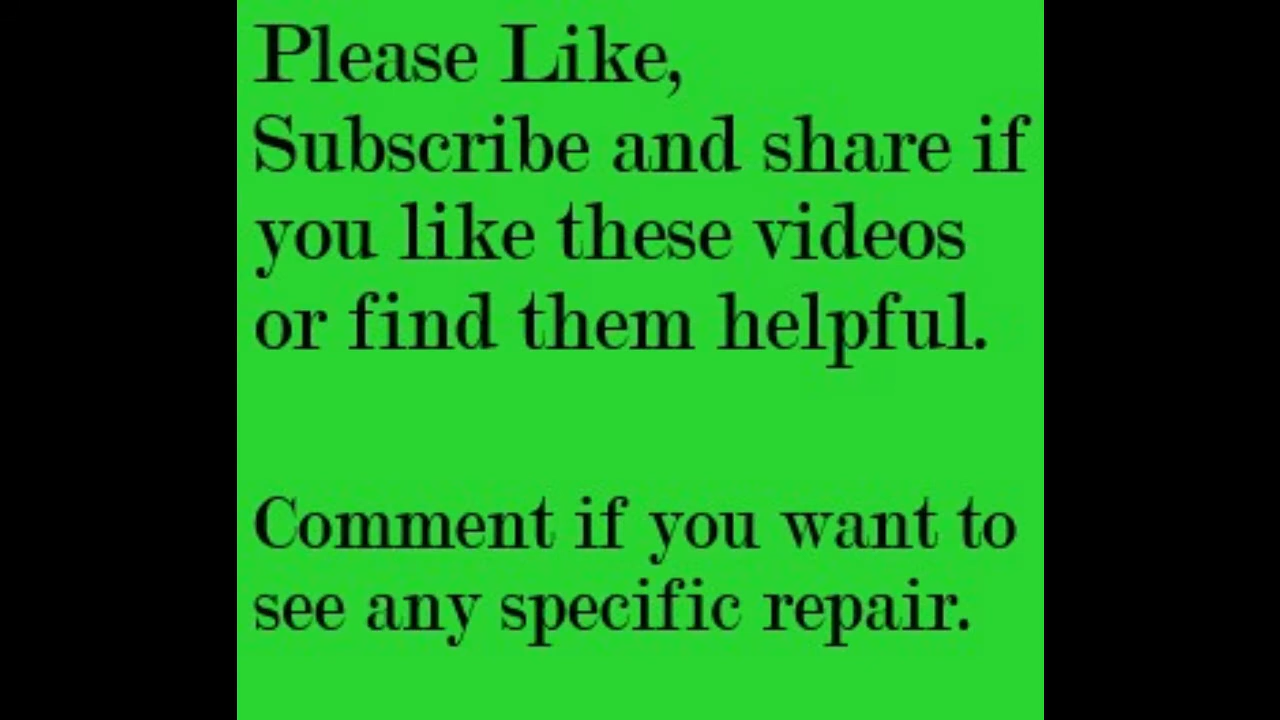 Please Like,
Subscribe and share if
you like these videos
or find them helpful.
Comment if you want to
see any specific repair.